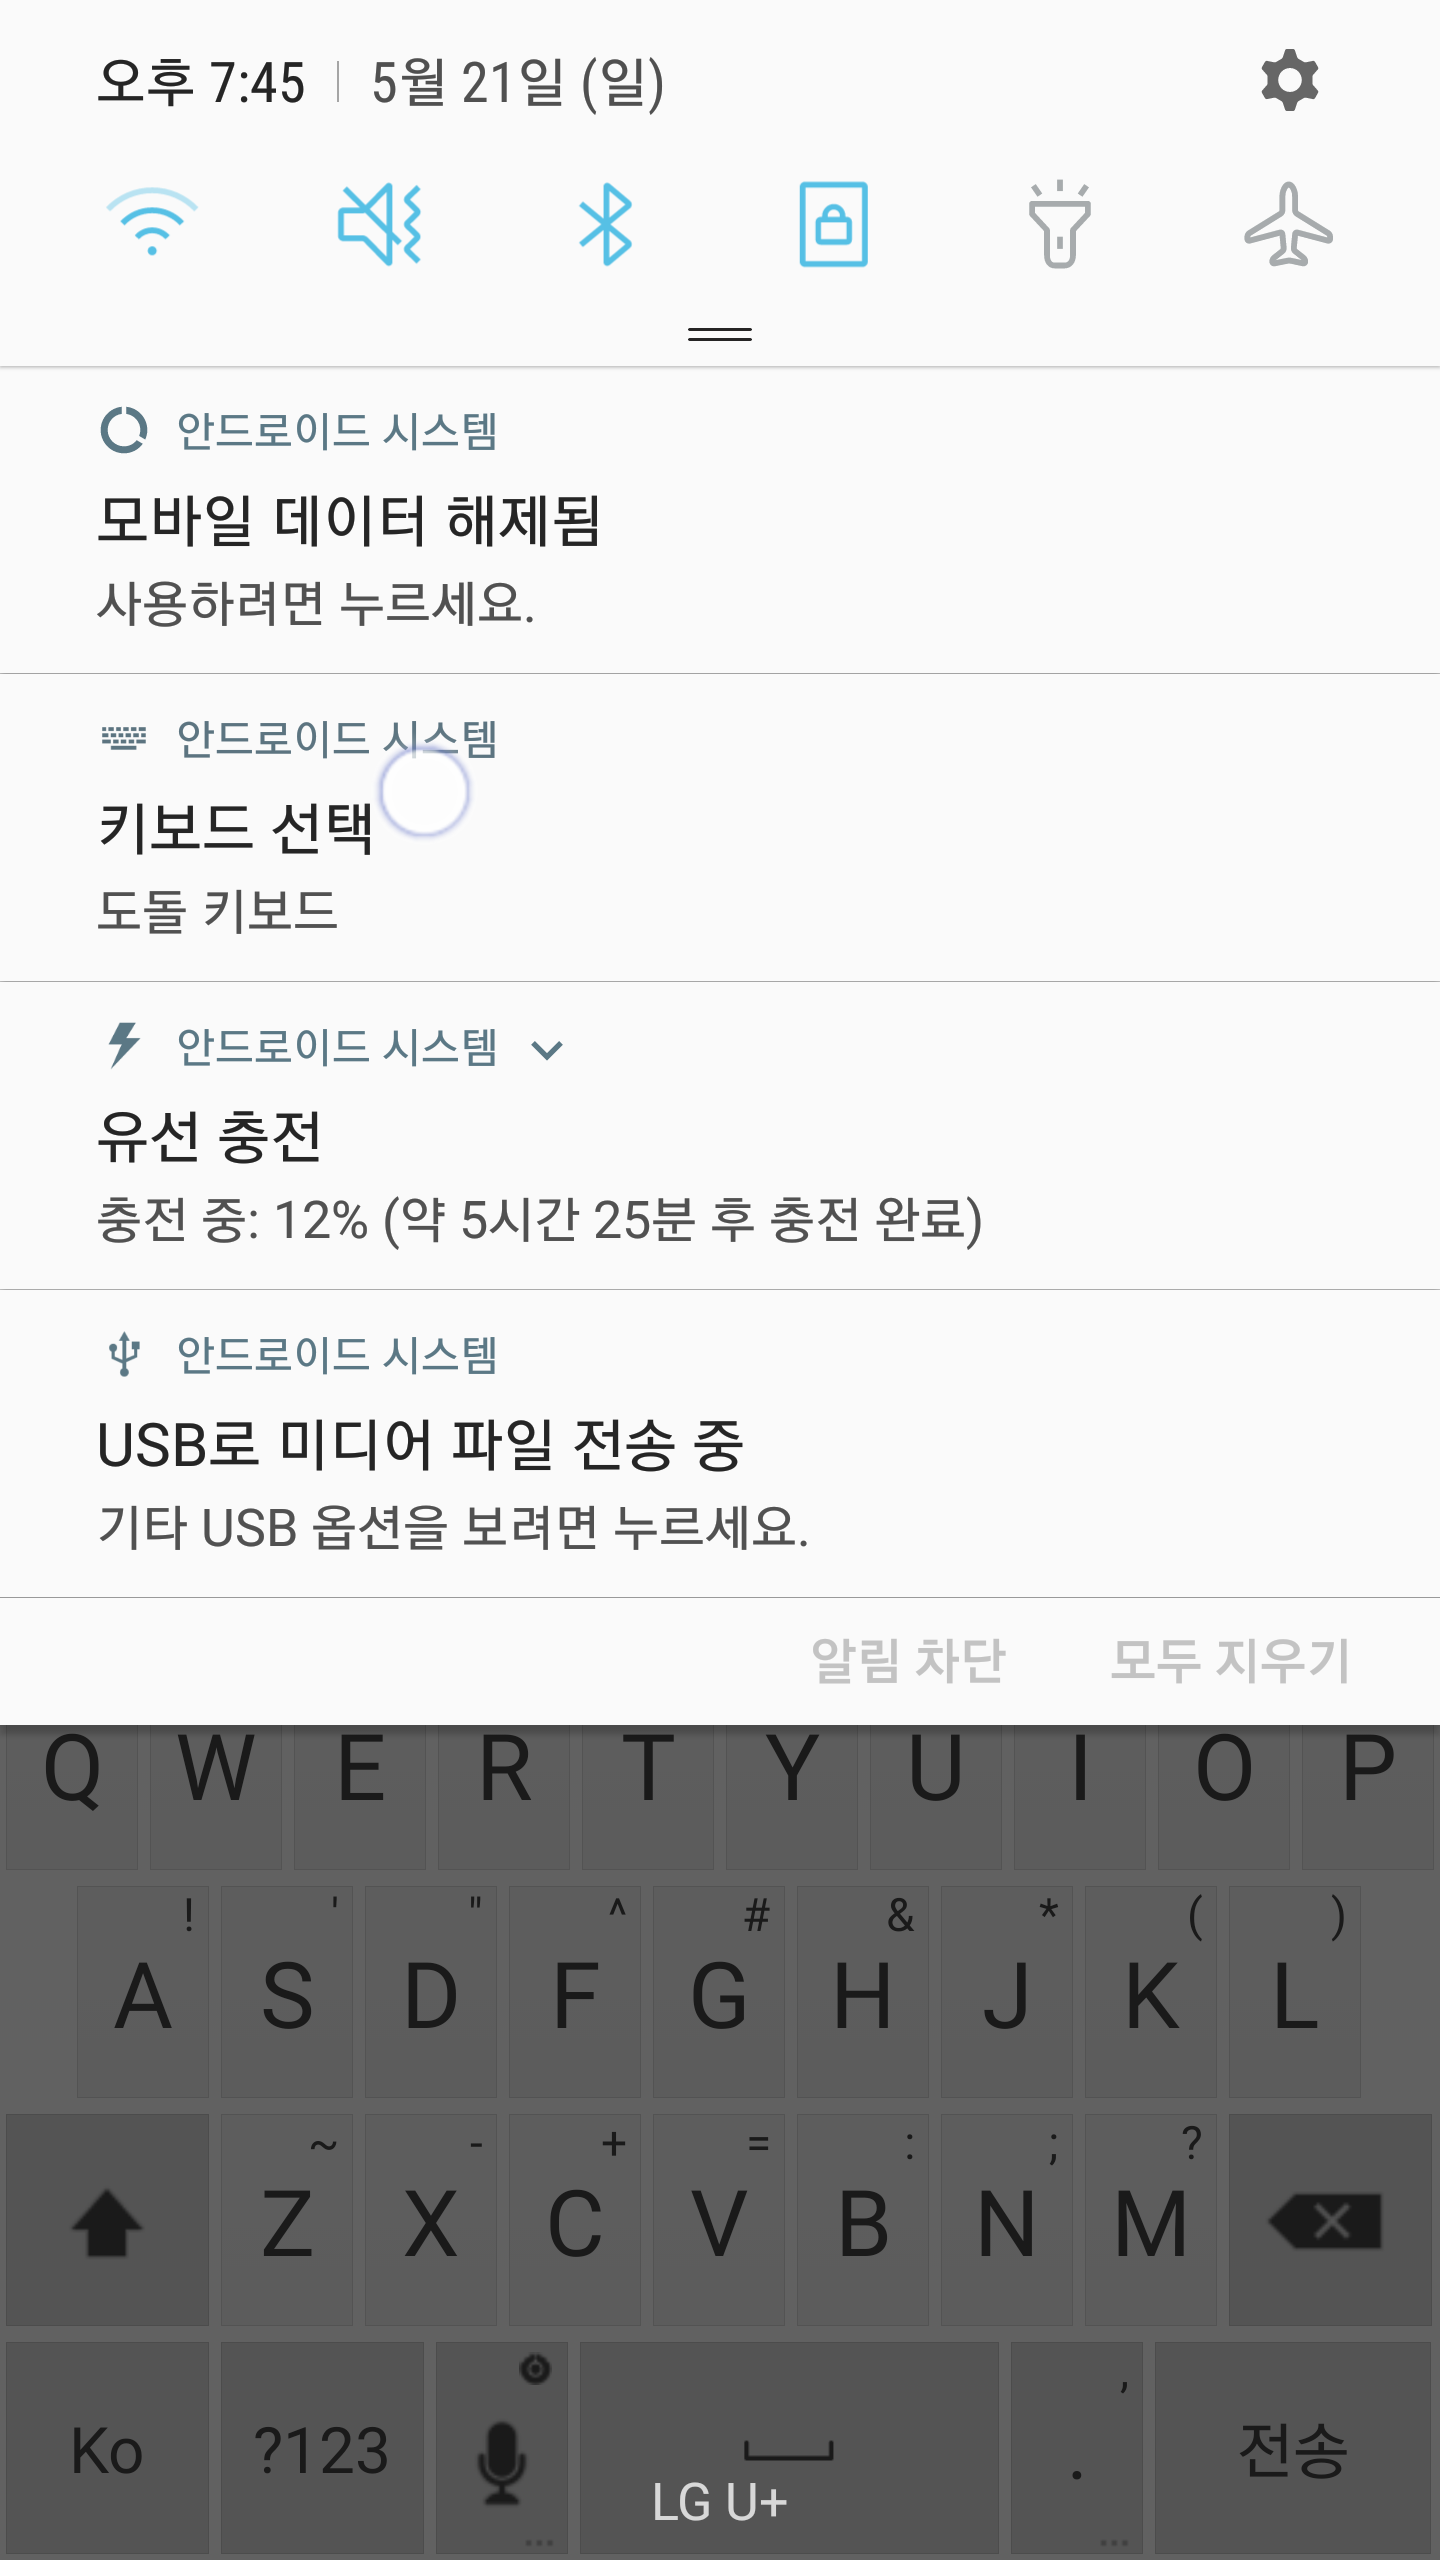 오후 7:45 | 5월 21일 (일)
안드로이드 시스템
모바일 데이터 해제됨
사용하려면 누르세요.
안드로이드 시스템
키보드 선택
도돌 키보드
안드로이드 시스템
유선 충전
충전 중: 12% (약 5시간 25분 후 충전 완료)
안드로이드 시스템
USB로 미디어 파일 전송 중
기타 USB 옵션을 보려면 누르세요.
알림 차단 모두 지우기
Q W E R T Y U I O P
! ' " ^ # & * ( )
A S D F G H J K L
~ - + = : ; ?
Z X C V B N M
,
Ko ?123 . 전송
LG U+
... ...